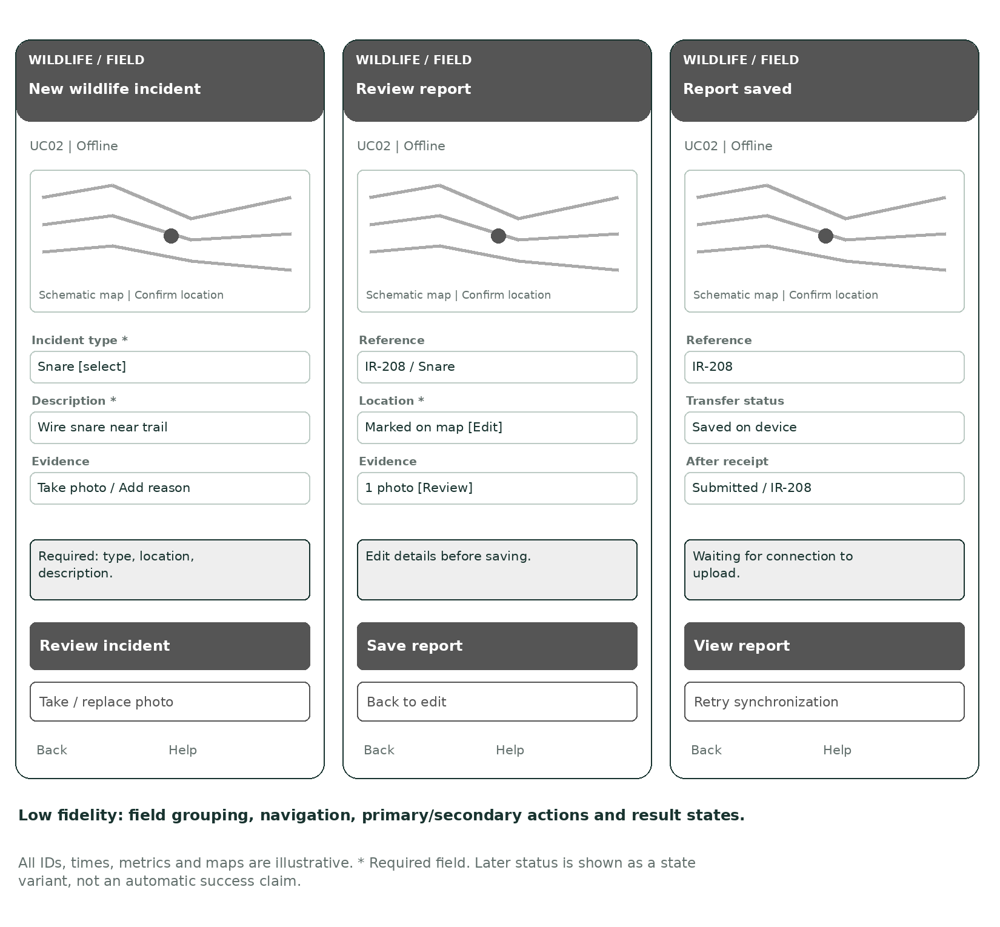 WILDLIFE / FIELD
New wildlife incident
UC02 | Offline
Schematic map | Confirm location
Incident type *
Snare [select]
Description *
Wire snare near trail
Evidence
Take photo / Add reason
Required: type, location,
description.
Review incident
Take / replace photo
Back
Help
WILDLIFE / FIELD
Review report
UC02 | Offline
Schematic map | Confirm location
Reference
IR-208 / Snare
Location *
Marked on map [Edit]
Evidence
1 photo [Review]
Edit details before saving.
Save report
Back to edit
Back
Help
WILDLIFE / FIELD
Report saved
UC02 | Offline
Schematic map | Confirm location
Reference
IR-208
Transfer status
Saved on device
After receipt
Submitted / IR-208
Waiting for connection to
upload.
View report
Retry synchronization
Back
Help
Low fidelity: field grouping, navigation, primary/secondary actions and result states.
All IDs, times, metrics and maps are illustrative. * Required field. Later status is shown as a state
variant, not an automatic success claim.